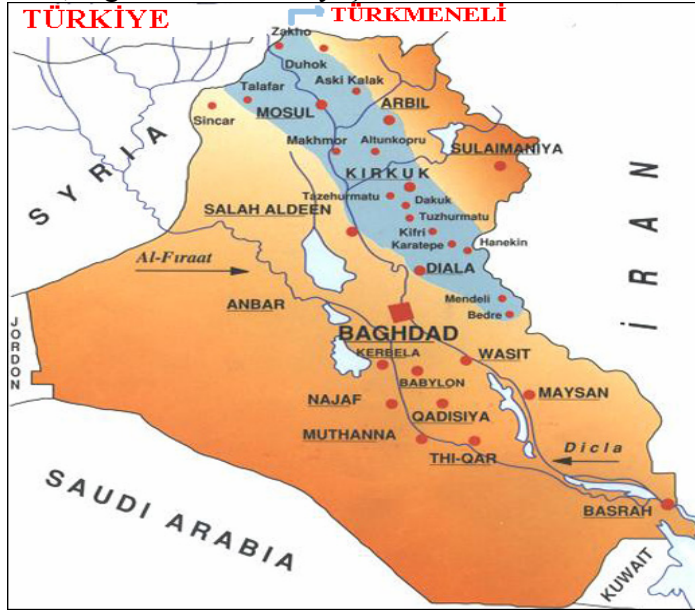 TÜRKİYE
TÜRKMENELİ
Zakho
Duhok
Aski Kalak
Talafar
ARBIL
MOSUL
Sincar
Makhmor
Altunkopru
SULAIMANIYA
SYRIA
KIRKUK
Tazehurmatu
Dakuk
SALAH ALDEEN
Tuzhurmatu
Kifri
Karatepe
Hanekin
İRAN
Al-Fıraat
DIALA
ANBAR
Mendeli
Bedre
BAGHDAD
JORDON
KERBELA
WASIT
BABYLON
MAYSAN
NAJAF
QADISIYA
MUTHANNA
THI-QAR
Dicla
SAUDI ARABIA
BASRAH
KUWAIT